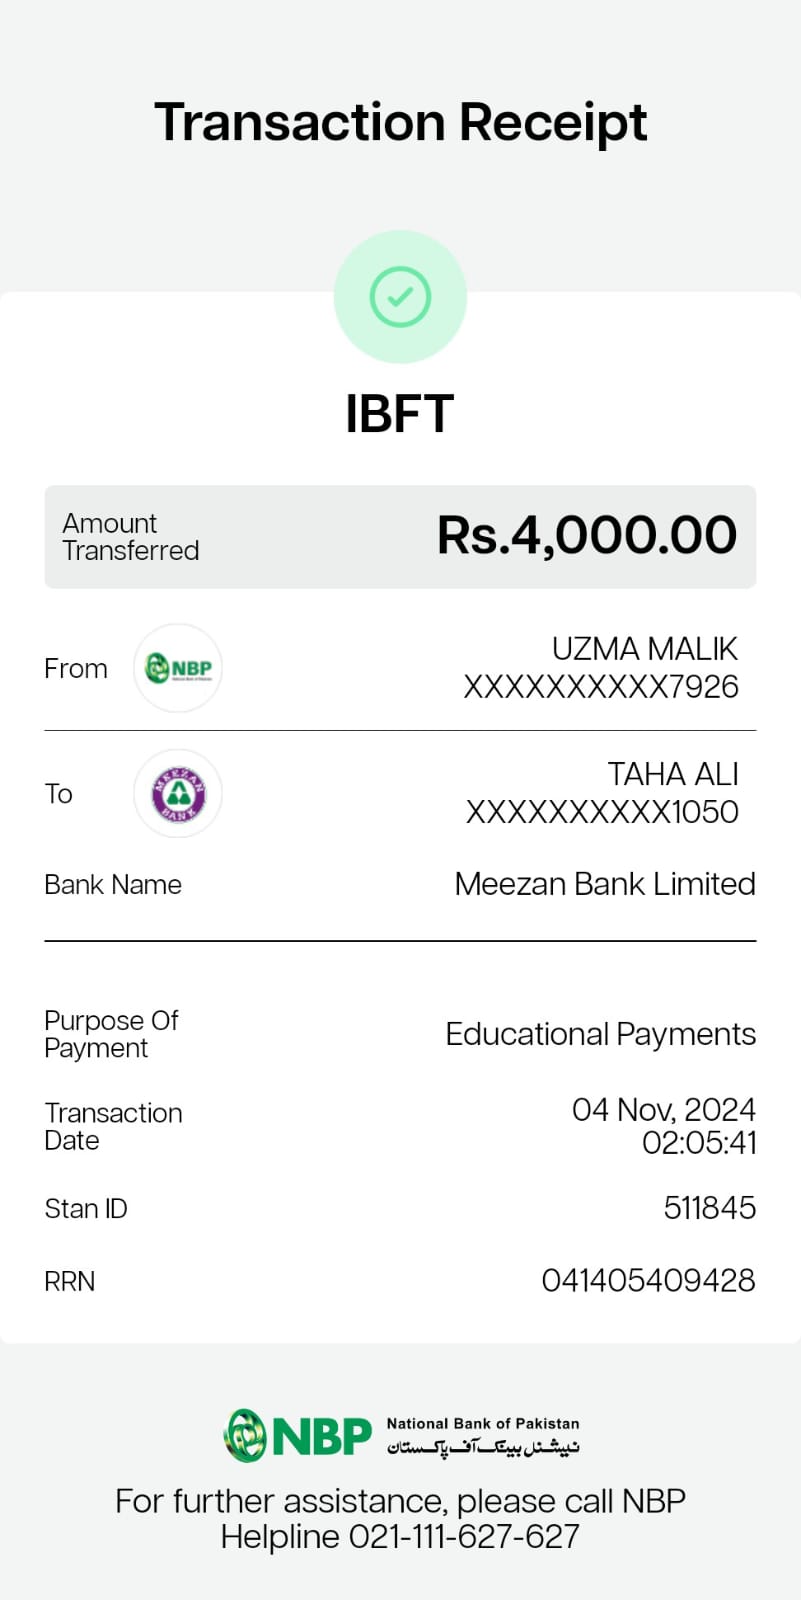 Transaction Receipt
IBFT
Amount
Transferred
Rs.4,000.00
From
NBP
UZMA MALIK
XXXXXXXXXX7926
To
MEEZAN
BANK
TAHA ALI
XXXXXXXXXX1050
Bank Name
Meezan Bank Limited
Purpose Of
Payment
Educational Payments
Transaction
Date
04 Nov, 2024
02:05:41
Stan ID
511845
RRN
041405409428
NBP
National Bank of Pakistan
نیشنل بینک آف پاکستان
For further assistance, please call NBP
Helpline 021-111-627-627